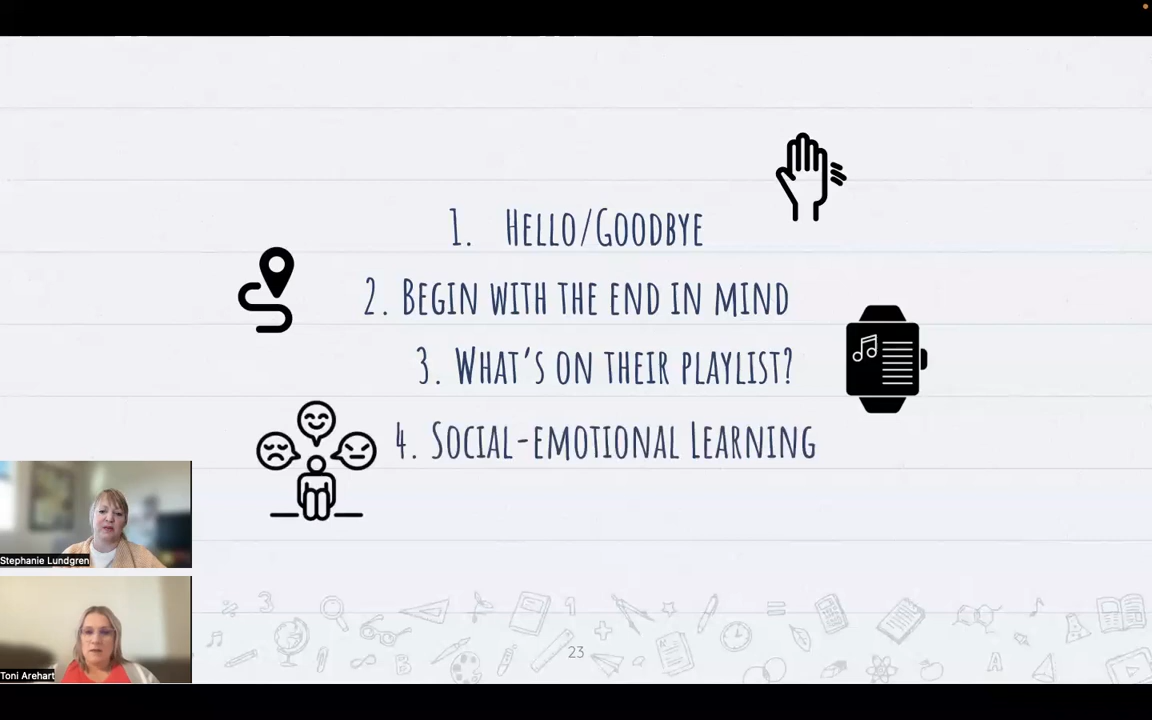 1. Hello/Goodbye
2. Begin with the end in mind
3. What's on their playlist?
4. Social-emotional Learning
Stephanie Lundgren
Toni Arehart
23